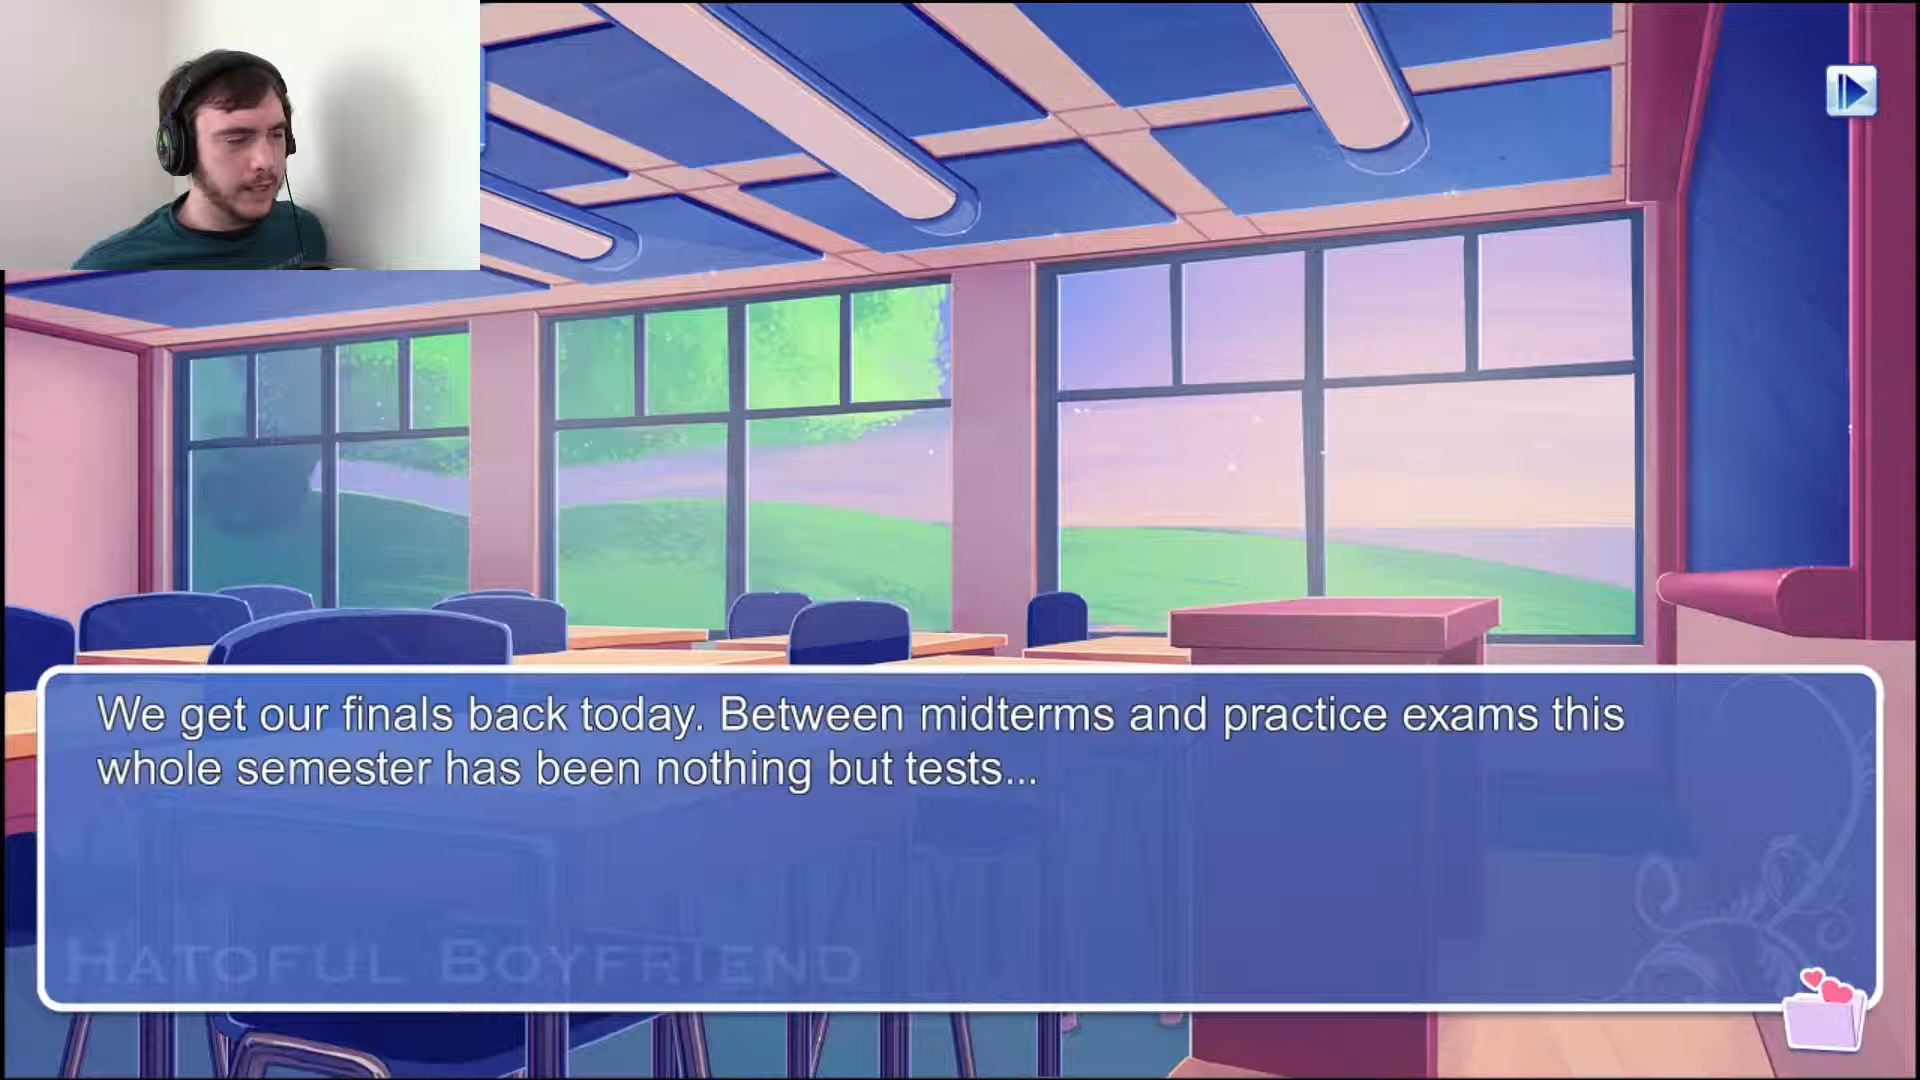 We get our finals back today. Between midterms and practice exams this
whole semester has been nothing but tests...
HATOFUL BOYFRIEND